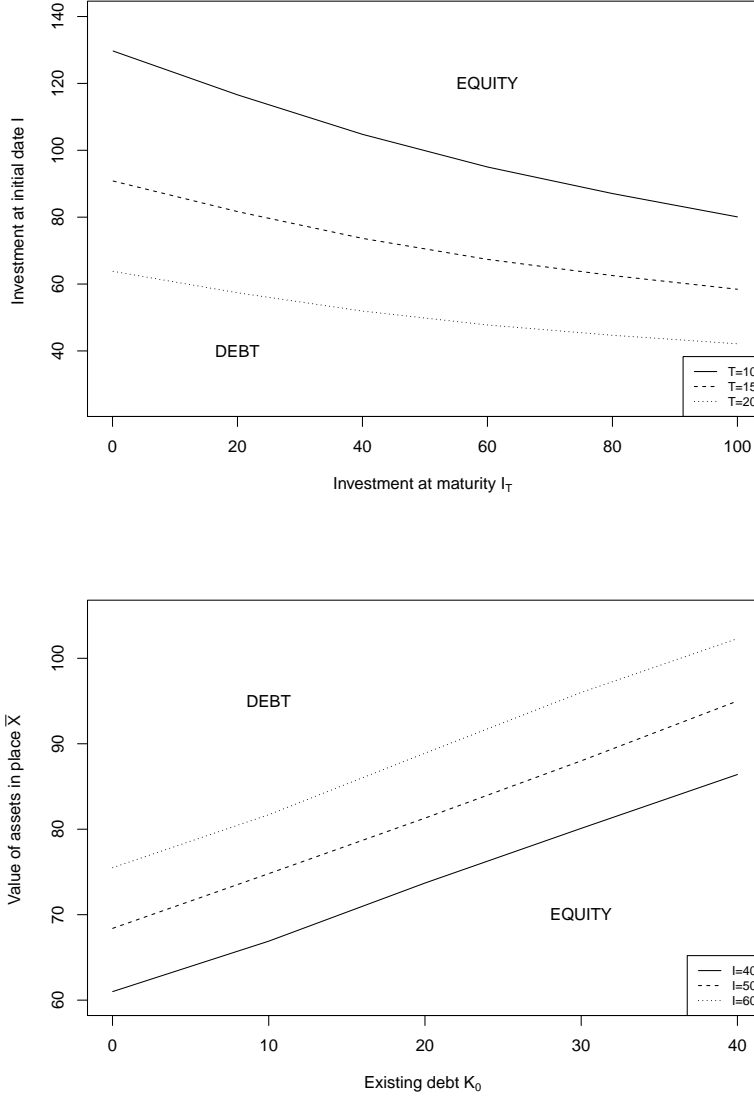 Investment at initial date I
140
120
100
80
60
40
EQUITY
DEBT
T=10
T=15
T=20
0 20 40 60 80 100
Investment at maturity I_T
Value of assets in place X̅
100
90
80
70
60
DEBT
EQUITY
I=40
I=50
I=60
0 10 20 30 40
Existing debt K_0